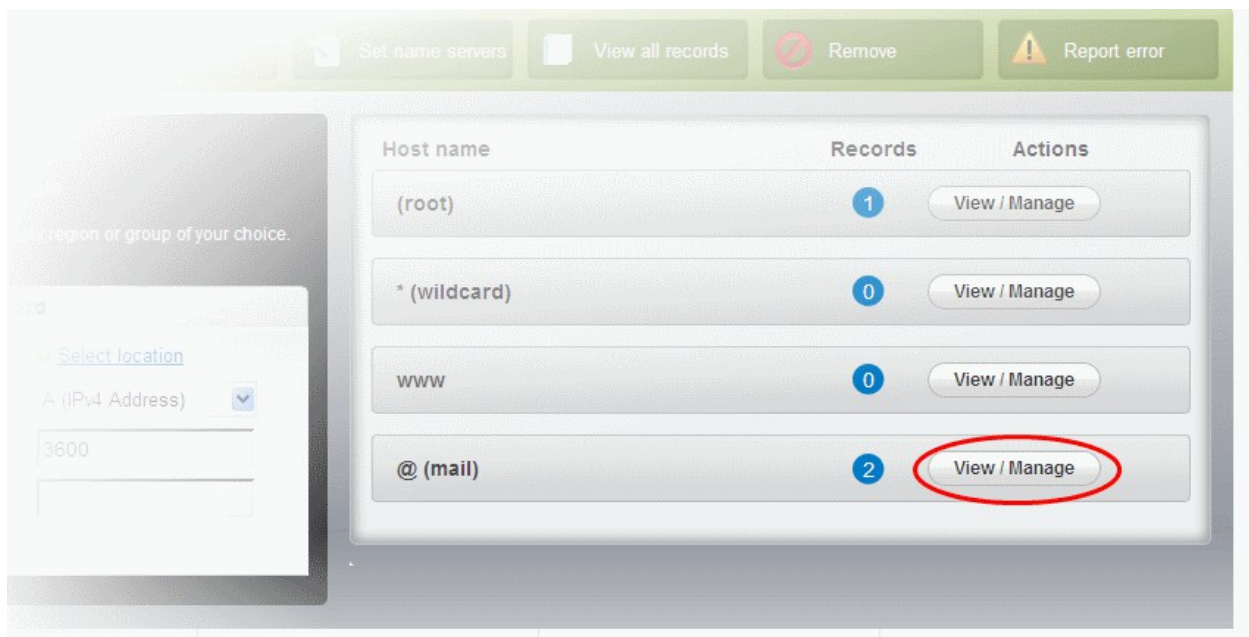 Set name servers
View all records
Remove
Report error
region or group of your choice.
Select location
A (IPv4 Address)
3600
Host name Records Actions
(root) 1 View / Manage
* (wildcard) 0 View / Manage
www 0 View / Manage
@ (mail) 2 View / Manage